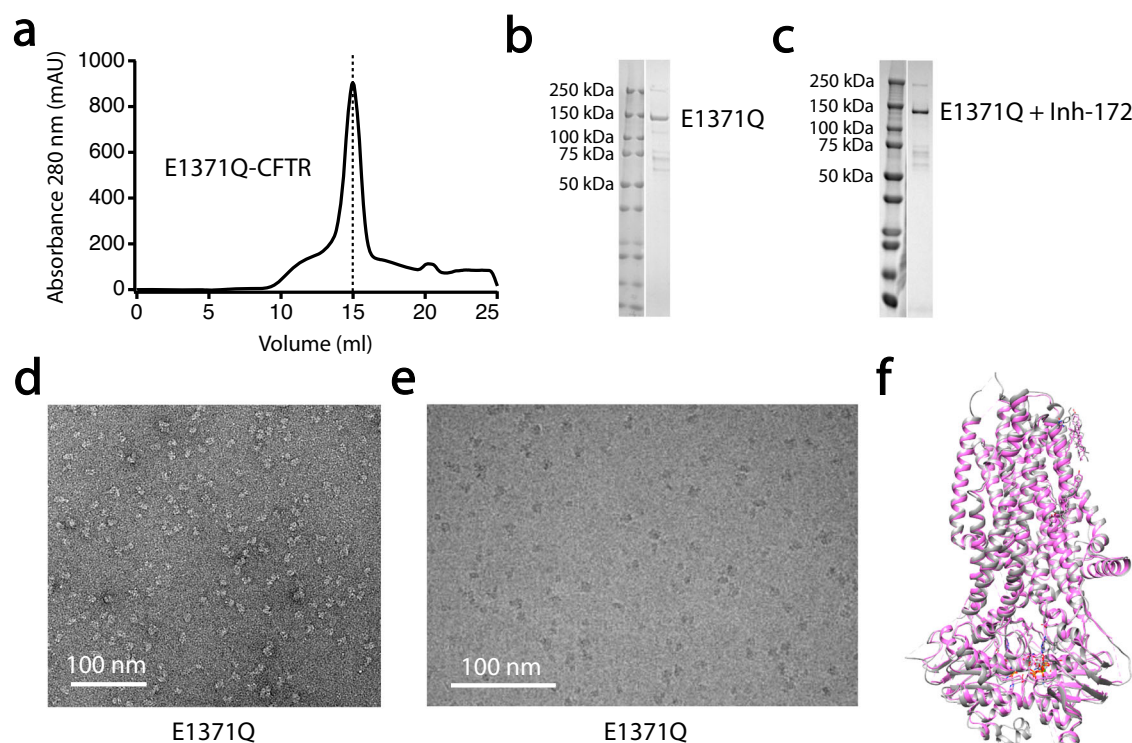 a
Absorbance 280 nm (mAU)
1000
800
600
400
200
0
E1371Q-CFTR
0 5 10 15 20 25
Volume (ml)
b
250 kDa
150 kDa
100 kDa
75 kDa
50 kDa
E1371Q
c
250 kDa
150 kDa
100 kDa
75 kDa
50 kDa
E1371Q + Inh-172
d
100 nm
E1371Q
e
100 nm
E1371Q
f